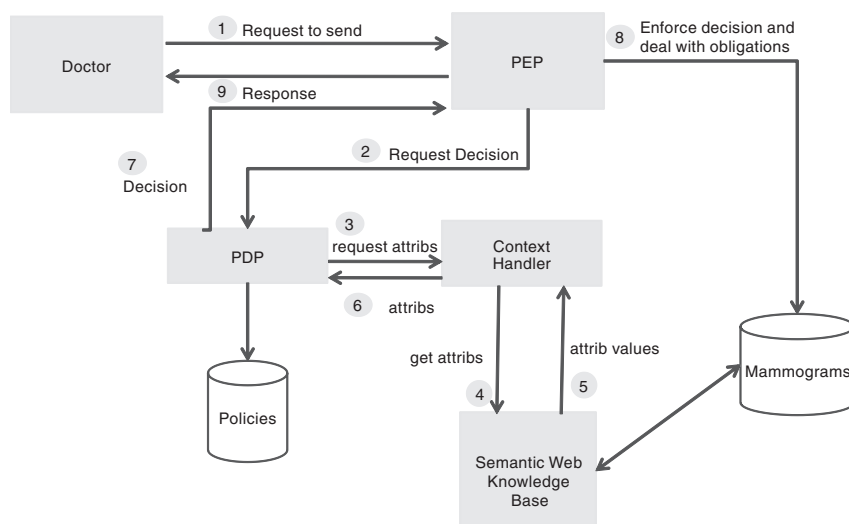 1 Request to send
8 Enforce decision and
deal with obligations
Doctor
PEP
9 Response
2 Request Decision
7
Decision
3
request attribs
PDP
Context
Handler
6 attribs
get attribs
attrib values
4
5
Mammograms
Policies
Semantic Web
Knowledge
Base